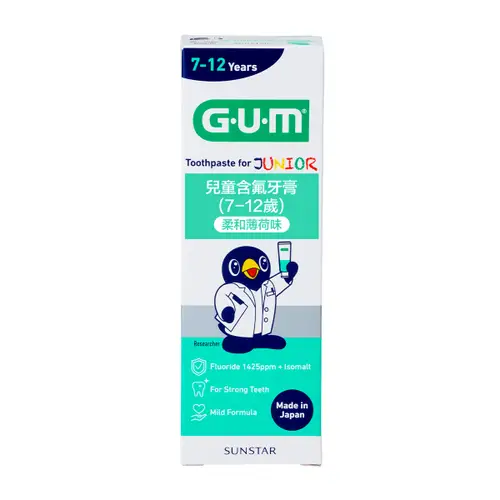 7-12 Years
G·U·M®
Toothpaste for JUNIOR
兒童含氟牙膏
(7-12歲)
柔和薄荷味
Researcher
Fluoride 1425ppm + Isomalt
For Strong Teeth
Mild Formula
Made in
Japan
SUNSTAR